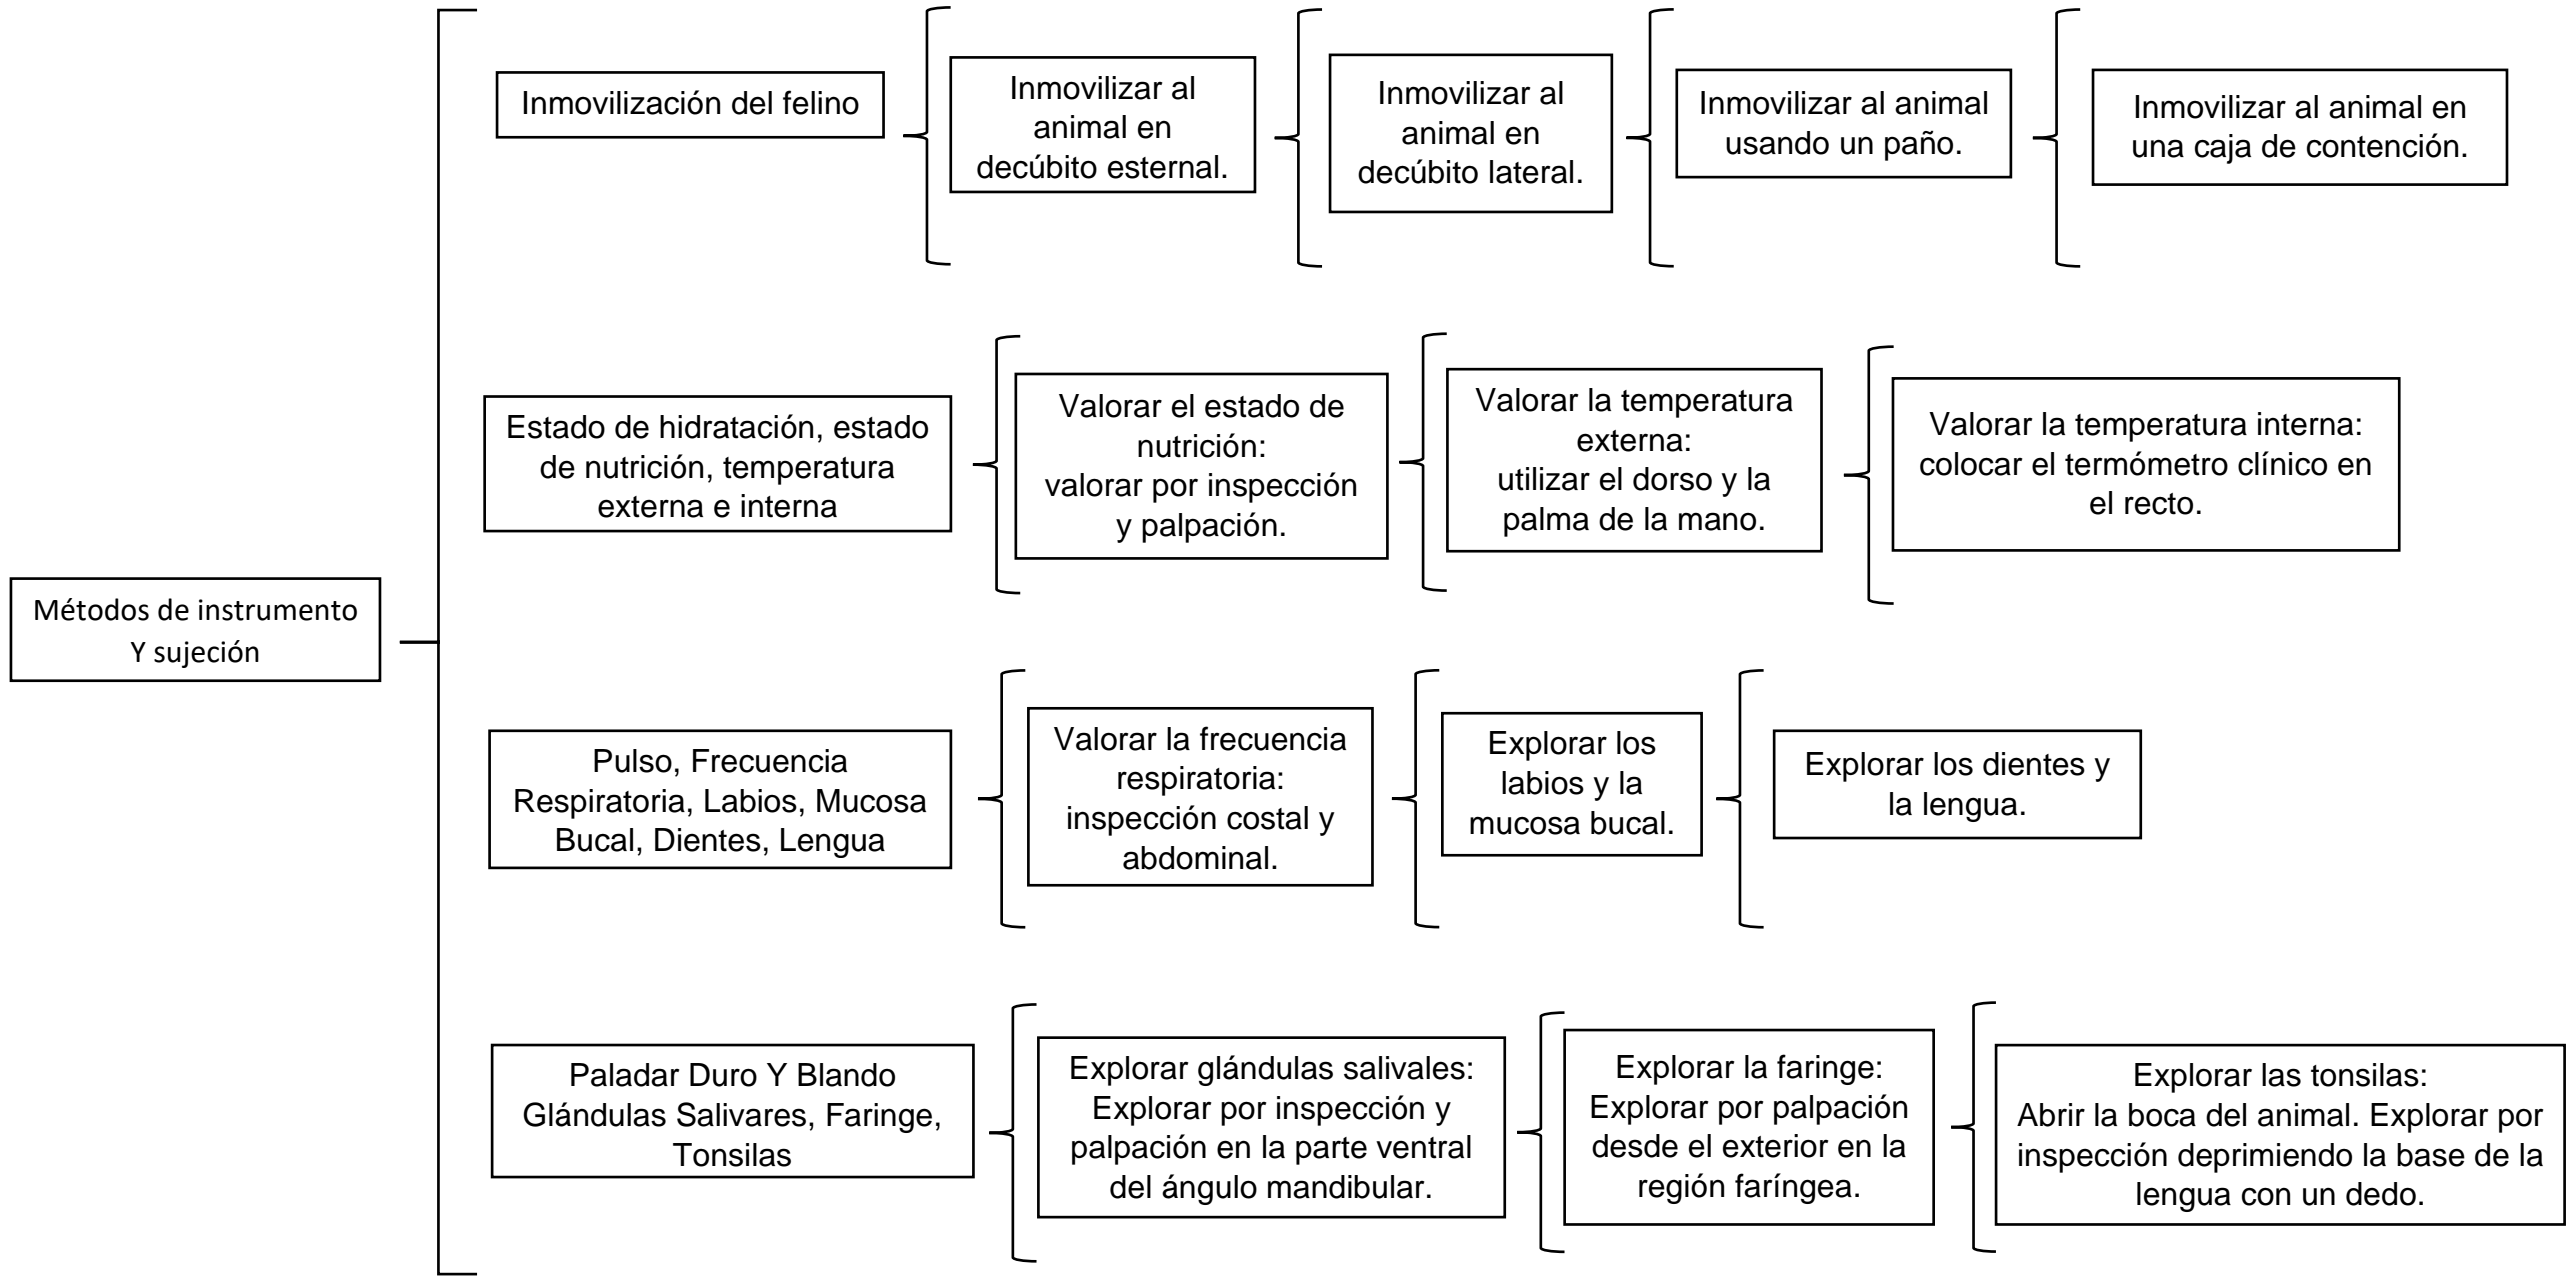 Inmovilización del felino
Inmovilizar al
animal en
decúbito esternal.
Inmovilizar al
animal en
decúbito lateral.
Inmovilizar al animal
usando un paño.
Inmovilizar al animal en
una caja de contención.
Estado de hidratación, estado
de nutrición, temperatura
externa e interna
Valorar el estado de
nutrición:
valorar por inspección
y palpación.
Valorar la temperatura
externa:
utilizar el dorso y la
palma de la mano.
Valorar la temperatura interna:
colocar el termómetro clínico en
el recto.
Métodos de instrumento
Y sujeción
Pulso, Frecuencia
Respiratoria, Labios, Mucosa
Bucal, Dientes, Lengua
Valorar la frecuencia
respiratoria:
inspección costal y
abdominal.
Explorar los
labios y la
mucosa bucal.
Explorar los dientes y
la lengua.
Paladar Duro Y Blando
Glándulas Salivares, Faringe,
Tonsilas
Explorar glándulas salivales:
Explorar por inspección y
palpación en la parte ventral
del ángulo mandibular.
Explorar la faringe:
Explorar por palpación
desde el exterior en la
región faríngea.
Explorar las tonsilas:
Abrir la boca del animal. Explorar por
inspección deprimiendo la base de la
lengua con un dedo.